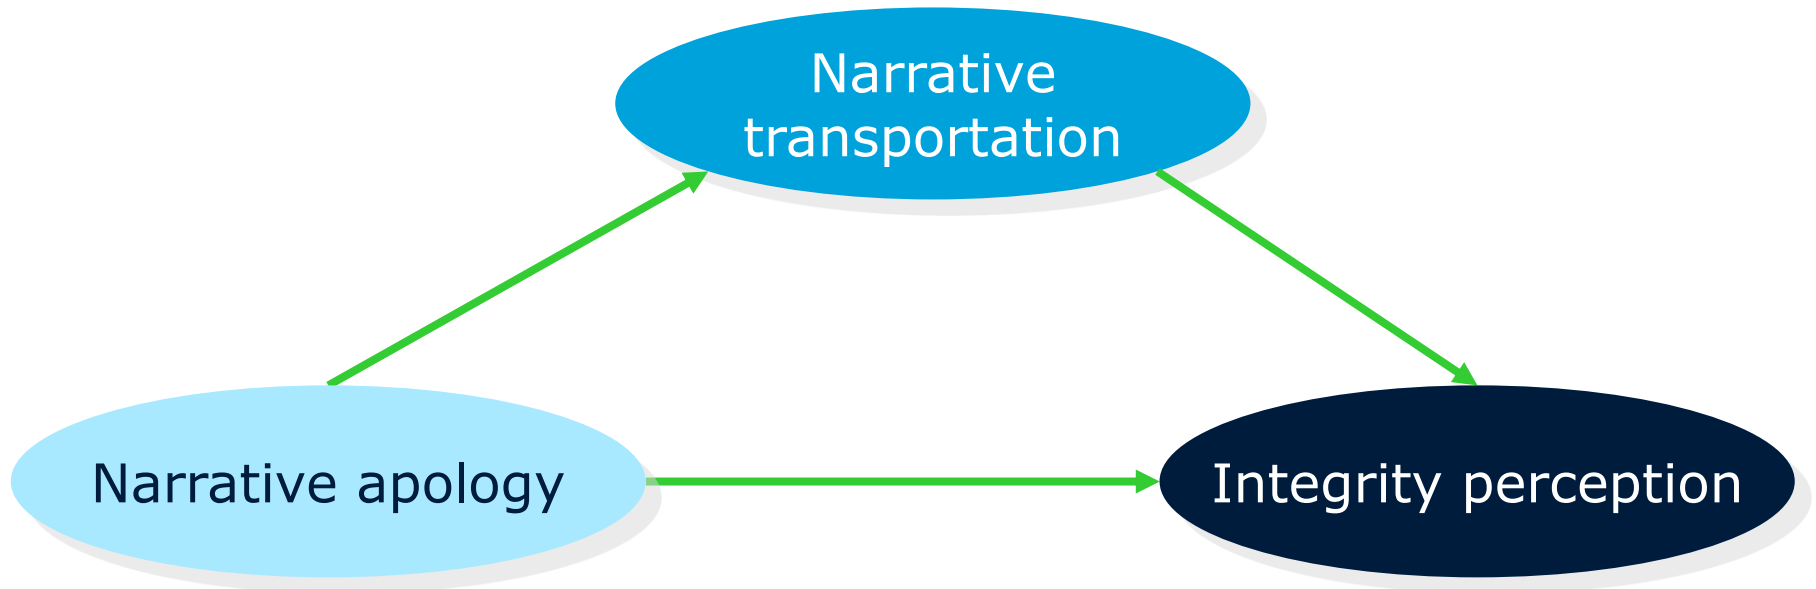 Narrative
transportation
Narrative apology
Integrity perception